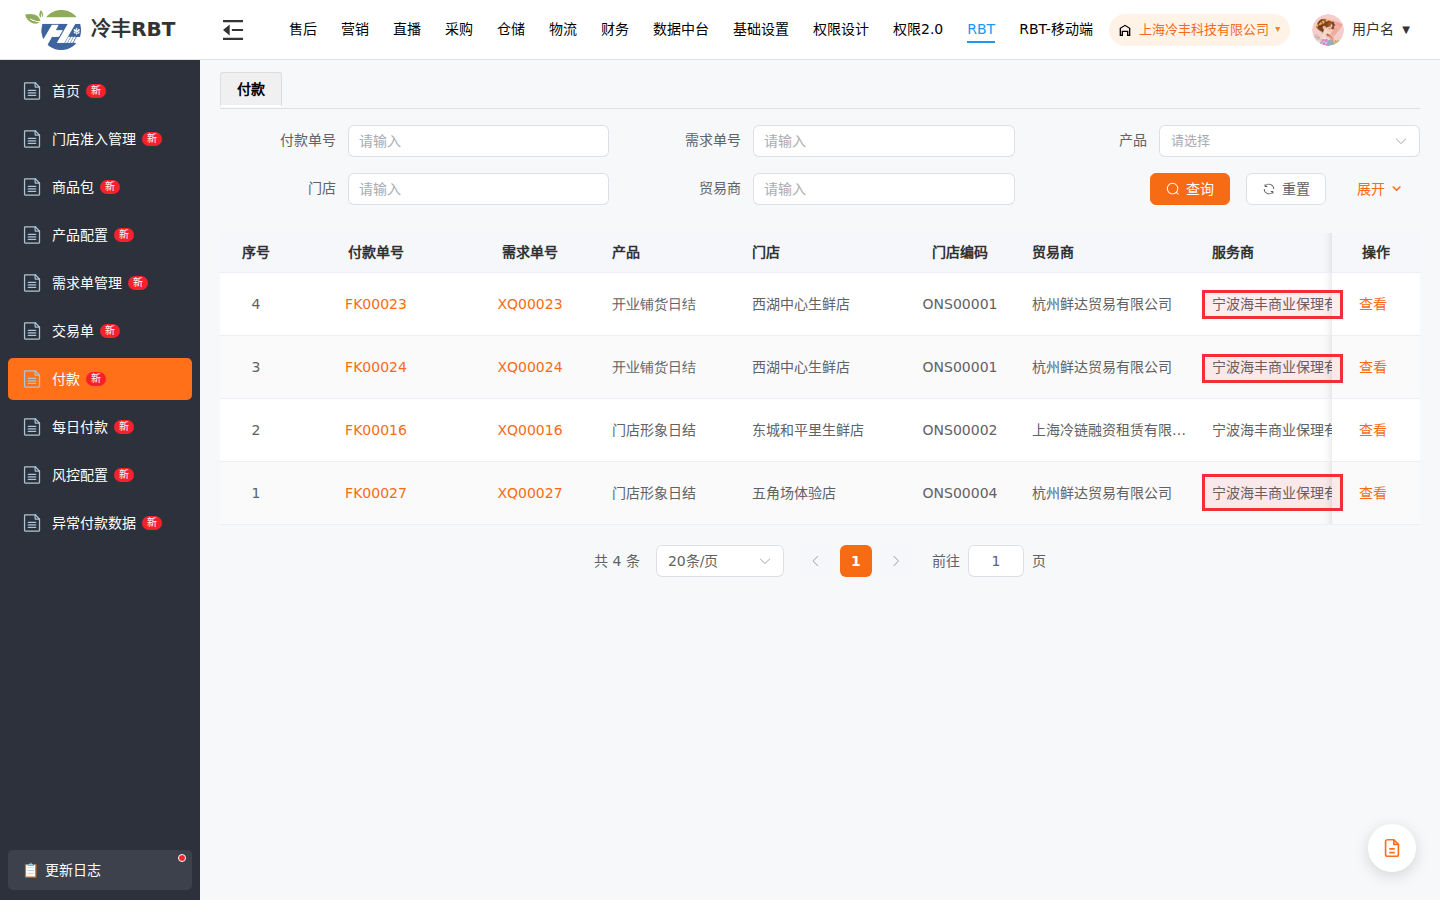 冷丰RBT
售后 营销 直播 采购 仓储 物流 财务 数据中台 基础设置 权限设计 权限2.0 RBT RBT-移动端 上海冷丰科技有限公司 ▾ 用户名 ▼
首页 新
门店准入管理 新
商品包 新
产品配置 新
需求单管理 新
交易单 新
付款 新
每日付款 新
风控配置 新
异常付款数据 新
更新日志
付款
付款单号 请输入 需求单号 请输入 产品 请选择
门店 请输入 贸易商 请输入 查询 重置 展开
序号 付款单号 需求单号 产品 门店 门店编码 贸易商 服务商 操作
4 FK00023 XQ00023 开业铺货日结 西湖中心生鲜店 ONS00001 杭州鲜达贸易有限公司 宁波海丰商业保理有 查看
3 FK00024 XQ00024 开业铺货日结 西湖中心生鲜店 ONS00001 杭州鲜达贸易有限公司 宁波海丰商业保理有 查看
2 FK00016 XQ00016 门店形象日结 东城和平里生鲜店 ONS00002 上海冷链融资租赁有限... 宁波海丰商业保理有 查看
1 FK00027 XQ00027 门店形象日结 五角场体验店 ONS00004 杭州鲜达贸易有限公司 宁波海丰商业保理有 查看
共 4 条 20条/页 1 前往 1 页